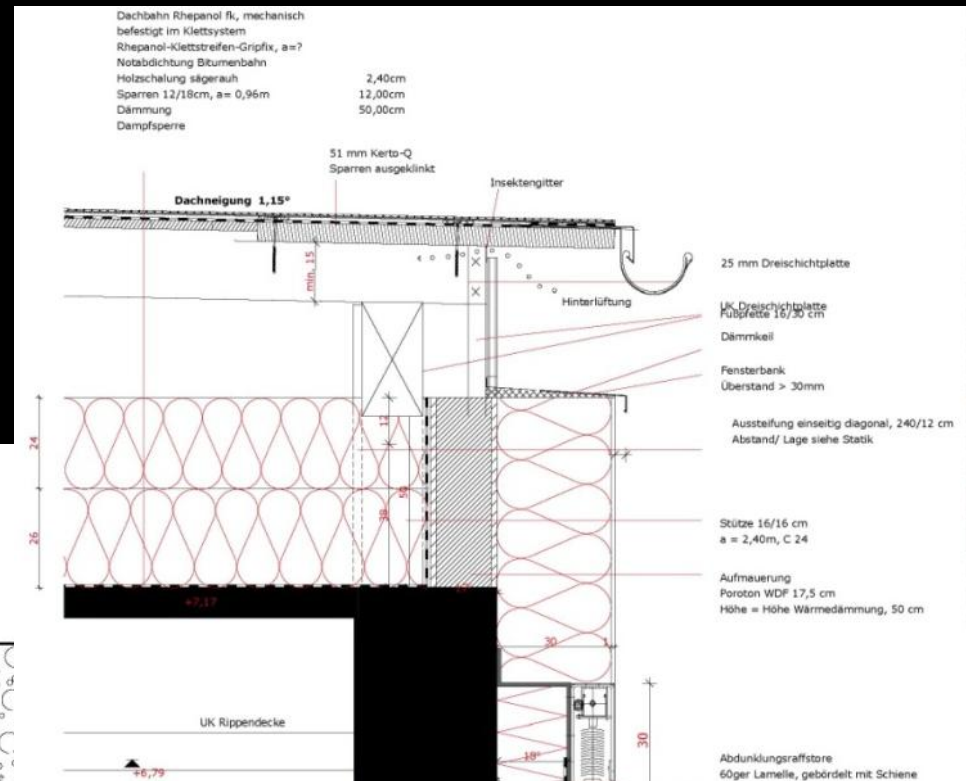 Dachbahn Rhepanol fk, mechanisch
befestigt im Klettsystem
Rhepanol-Klettstreifen-Gripfix, a=?
Notabdichtung Bitumenbahn
Holzschalung sägerauh 2,40cm
Sparren 12/18cm, a= 0,96m 12,00cm
Dämmung 50,00cm
Dampfsperre
51 mm Kerto-Q
Sparren ausgeklinkt
Insektengitter
Dachneigung 1,15°
min. 15
Hinterlüftung
25 mm Dreischichtplatte
UK Dreischichtplatte
Fußpfette 16/30 cm
Dämmkeil
Fensterbank
Überstand > 30mm
Aussteifung einseitig diagonal, 240/12 cm
Abstand/ Lage siehe Statik
12
24
50
38
26
Stütze 16/16 cm
a = 2,40m, C 24
Aufmauerung
Poroton WDF 17,5 cm
Höhe = Höhe Wärmedämmung, 50 cm
+7,17
30
1
UK Rippendecke
30
+6,79
18⁵
Abdunklungsraffstore
60ger Lamelle, gebördelt mit Schiene